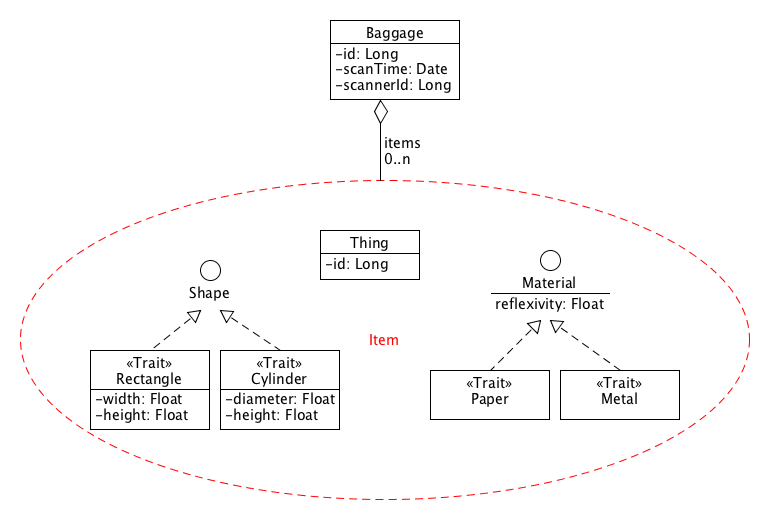 Baggage
-id: Long
-scanTime: Date
-scannerId: Long
items
0..n
Thing
-id: Long
Shape
Material
reflexivity: Float
Item
«Trait»
Rectangle
-width: Float
-height: Float
«Trait»
Cylinder
-diameter: Float
-height: Float
«Trait»
Paper
«Trait»
Metal